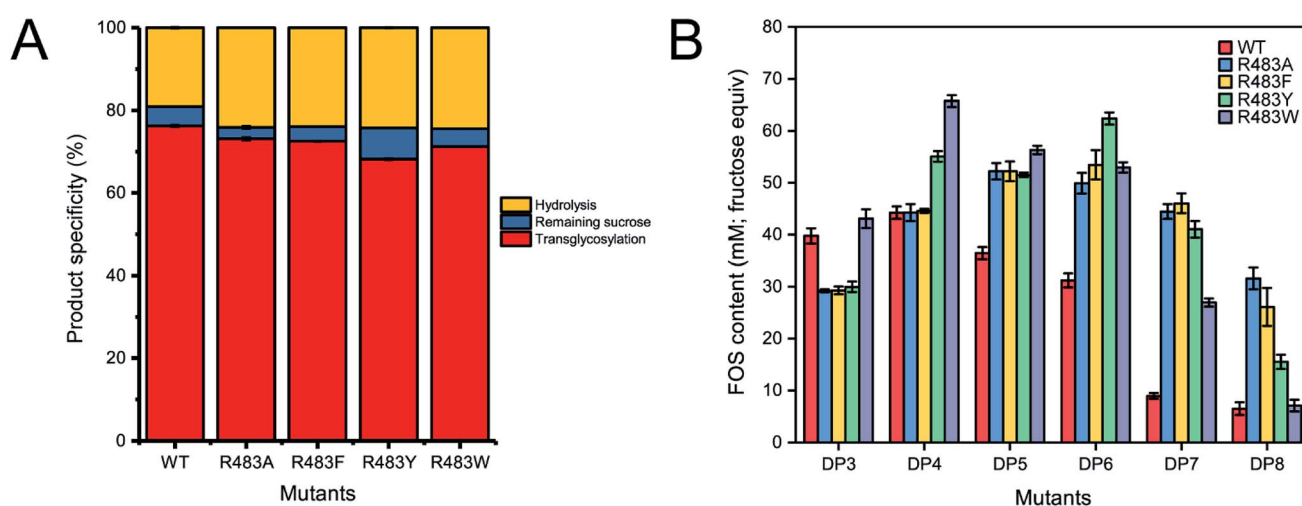 A
Product specificity (%)
100
80
60
40
20
0
WT R483A R483F R483Y R483W
Mutants
Hydrolysis
Remaining sucrose
Transglycosylation
B
FOS content (mM; fructose equiv)
80
70
60
50
40
30
20
10
0
DP3 DP4 DP5 DP6 DP7 DP8
Mutants
WT
R483A
R483F
R483Y
R483W